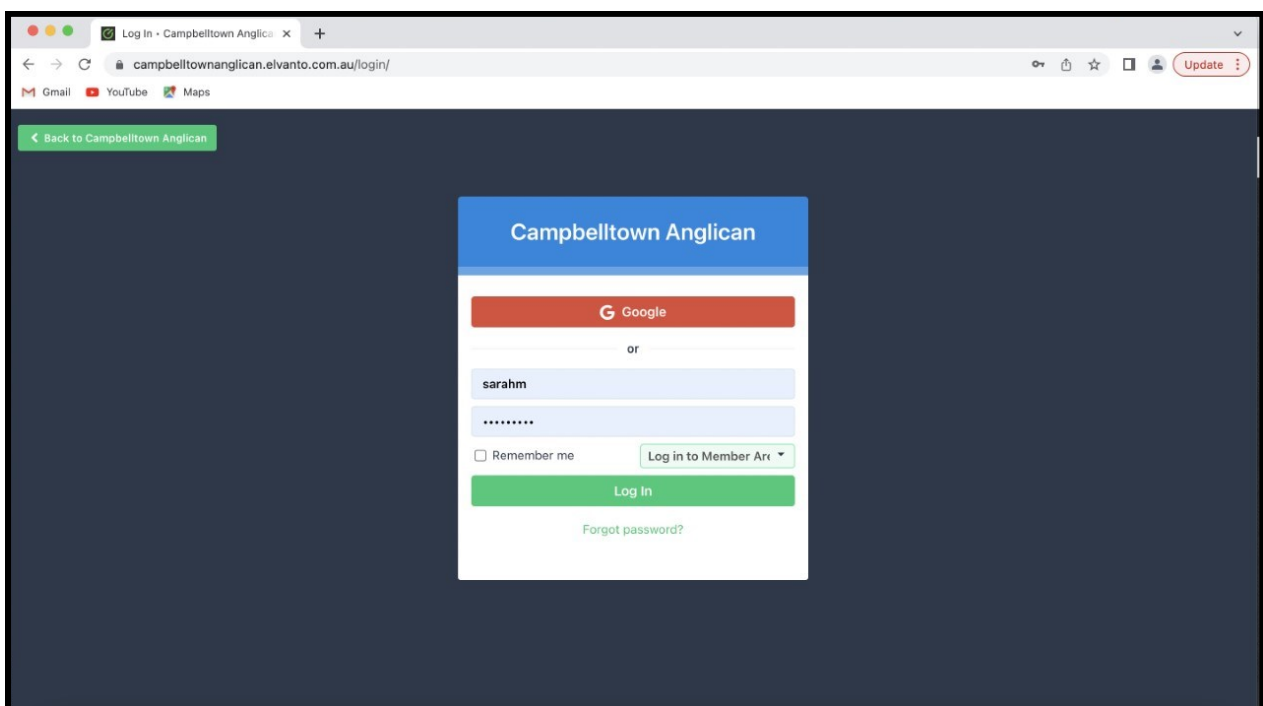 Log In - Campbelltown Anglica
campbelltownanglican.elvanto.com.au/login/
Update
Gmail YouTube Maps
Back to Campbelltown Anglican
Campbelltown Anglican
G Google
or
sarahm
•••••••••
Remember me Log in to Member Are
Log In
Forgot password?